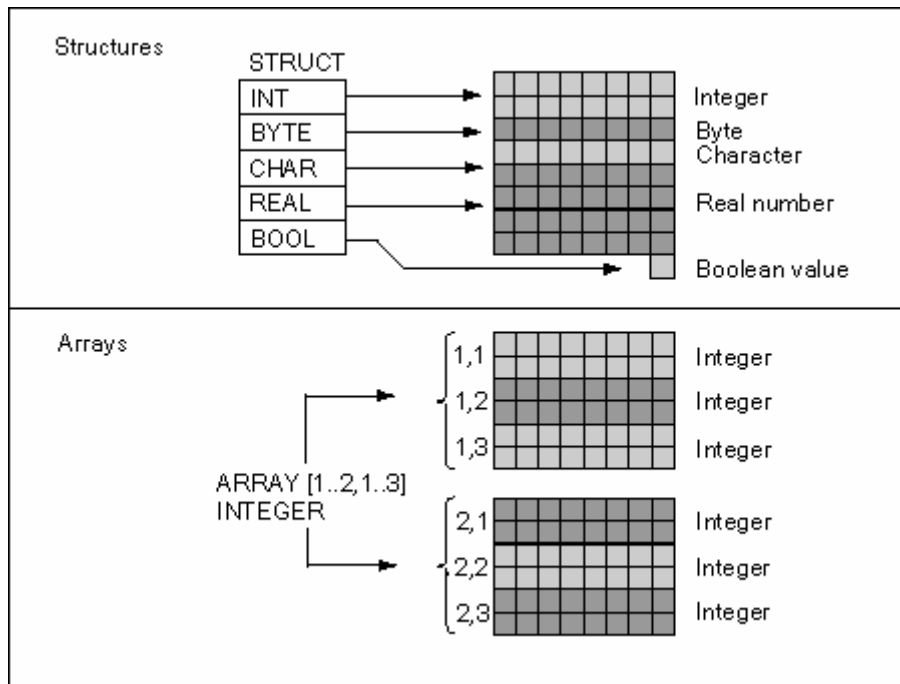 Structures
STRUCT
INT
BYTE
CHAR
REAL
BOOL
Integer
Byte
Character
Real number
Boolean value
Arrays
ARRAY [1..2,1..3]
INTEGER
1,1
1,2
1,3
2,1
2,2
2,3
Integer
Integer
Integer
Integer
Integer
Integer